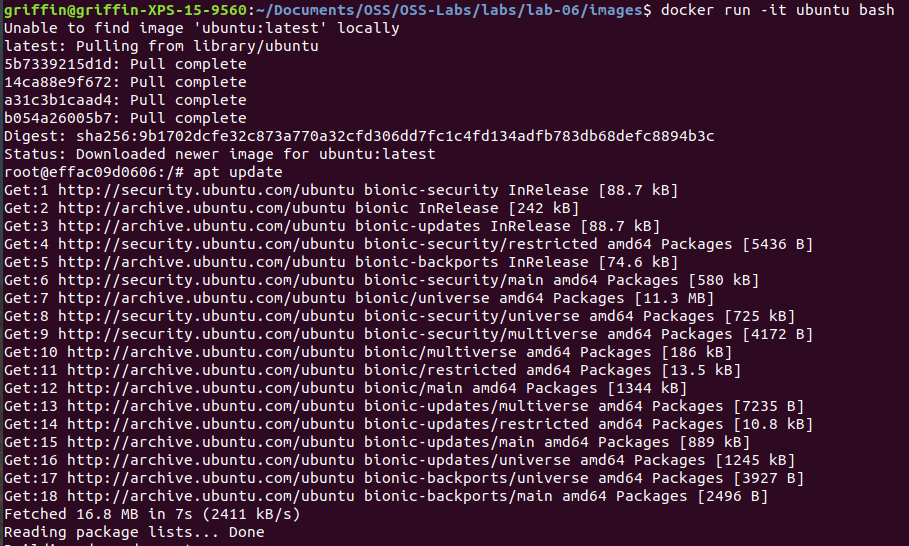 griffin@griffin-XPS-15-9560:~/Documents/OSS/OSS-Labs/labs/lab-06/images$ docker run -it ubuntu bash
Unable to find image 'ubuntu:latest' locally
latest: Pulling from library/ubuntu
5b7339215d1d: Pull complete
14ca88e9f672: Pull complete
a31c3b1caad4: Pull complete
b054a26005b7: Pull complete
Digest: sha256:9b1702dcfe32c873a770a32cfd306dd7fc1c4fd134adfb783db68defc8894b3c
Status: Downloaded newer image for ubuntu:latest
root@effac09d0606:/# apt update
Get:1 http://security.ubuntu.com/ubuntu bionic-security InRelease [88.7 kB]
Get:2 http://archive.ubuntu.com/ubuntu bionic InRelease [242 kB]
Get:3 http://archive.ubuntu.com/ubuntu bionic-updates InRelease [88.7 kB]
Get:4 http://security.ubuntu.com/ubuntu bionic-security/restricted amd64 Packages [5436 B]
Get:5 http://archive.ubuntu.com/ubuntu bionic-backports InRelease [74.6 kB]
Get:6 http://security.ubuntu.com/ubuntu bionic-security/main amd64 Packages [580 kB]
Get:7 http://archive.ubuntu.com/ubuntu bionic/universe amd64 Packages [11.3 MB]
Get:8 http://security.ubuntu.com/ubuntu bionic-security/universe amd64 Packages [725 kB]
Get:9 http://security.ubuntu.com/ubuntu bionic-security/multiverse amd64 Packages [4172 B]
Get:10 http://archive.ubuntu.com/ubuntu bionic/multiverse amd64 Packages [186 kB]
Get:11 http://archive.ubuntu.com/ubuntu bionic/restricted amd64 Packages [13.5 kB]
Get:12 http://archive.ubuntu.com/ubuntu bionic/main amd64 Packages [1344 kB]
Get:13 http://archive.ubuntu.com/ubuntu bionic-updates/multiverse amd64 Packages [7235 B]
Get:14 http://archive.ubuntu.com/ubuntu bionic-updates/restricted amd64 Packages [10.8 kB]
Get:15 http://archive.ubuntu.com/ubuntu bionic-updates/main amd64 Packages [889 kB]
Get:16 http://archive.ubuntu.com/ubuntu bionic-updates/universe amd64 Packages [1245 kB]
Get:17 http://archive.ubuntu.com/ubuntu bionic-backports/universe amd64 Packages [3927 B]
Get:18 http://archive.ubuntu.com/ubuntu bionic-backports/main amd64 Packages [2496 B]
Fetched 16.8 MB in 7s (2411 kB/s)
Reading package lists... Done